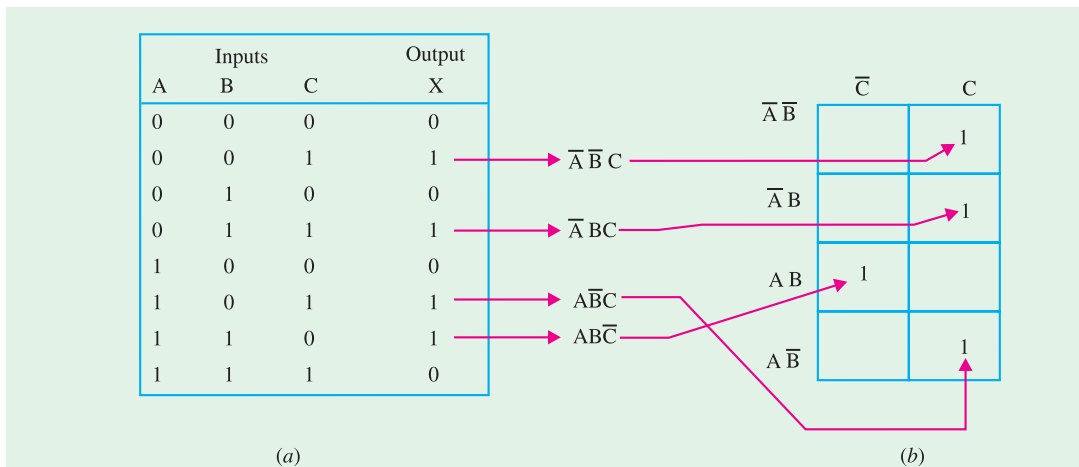 Inputs Output
A B C X
0 0 0 0
0 0 1 1
0 1 0 0
0 1 1 1
1 0 0 0
1 0 1 1
1 1 0 1
1 1 1 0
A̅ B̅ C
A̅ BC
AB̅C
ABC̅
(a)
C̅ C
A̅ B̅
1
A̅ B
1
A B
1
A B̅
1
(b)